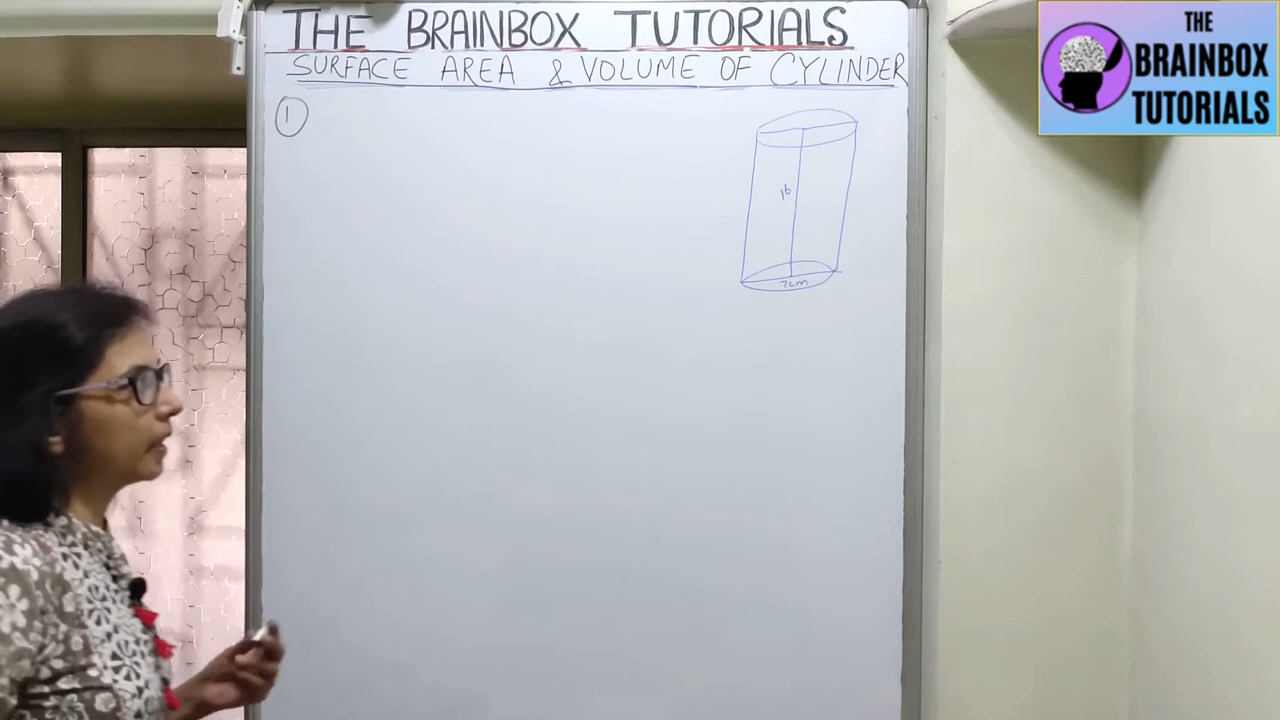 THE BRAINBOX TUTORIALS
SURFACE AREA & VOLUME OF CYLINDER
1
16
7cm
THE
BRAINBOX
TUTORIALS